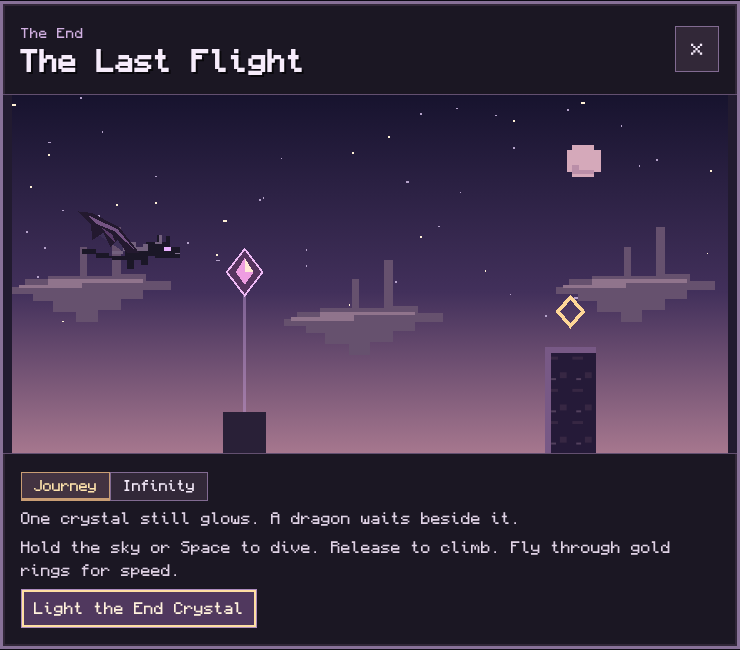 The End
The Last Flight
×
Journey
Infinity
One crystal still glows. A dragon waits beside it.
Hold the sky or Space to dive. Release to climb. Fly through gold
rings for speed.
Light the End Crystal